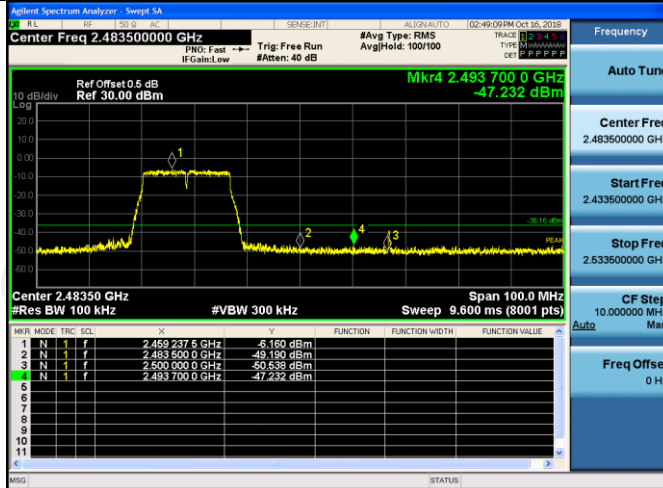 Agilent Spectrum Analyzer - Swept SA
RL RF 50 Ω AC SENSE:INT ALIGNAUTO 02:49:09 PM Oct 16, 2018
Center Freq 2.483500000 GHz
PNO: Fast
IFGain:Low
Trig: Free Run
#Atten: 40 dB
#Avg Type: RMS
Avg|Hold: 100/100
TRACE 1 2 3 4 5 6
TYPE M
DET P P P P P P
Frequency
Auto Tune
Ref Offset 0.5 dB
Ref 30.00 dBm
10 dB/div
Log
Mkr4 2.493 700 0 GHz
-47.232 dBm
20.0
10.0
0.00
-10.0
-20.0
-30.0
-40.0
-50.0
-60.0
1
2
4
3
-36.16 dBm
PEAK
Center Freq
2.483500000 GHz
Start Freq
2.433500000 GHz
Stop Freq
2.533500000 GHz
CF Step
10.000000 MHz
Auto Man
Freq Offset
0 Hz
Center 2.48350 GHz
#Res BW 100 kHz
#VBW 300 kHz
Span 100.0 MHz
Sweep 9.600 ms (8001 pts)
MKR MODE TRC SCL X Y FUNCTION FUNCTION WIDTH FUNCTION VALUE
1 N 1 f 2.459 237 5 GHz -6.160 dBm
2 N 1 f 2.483 500 0 GHz -49.190 dBm
3 N 1 f 2.500 000 0 GHz -50.538 dBm
4 N 1 f 2.493 700 0 GHz -47.232 dBm
5
6
7
8
9
10
11
MSG STATUS